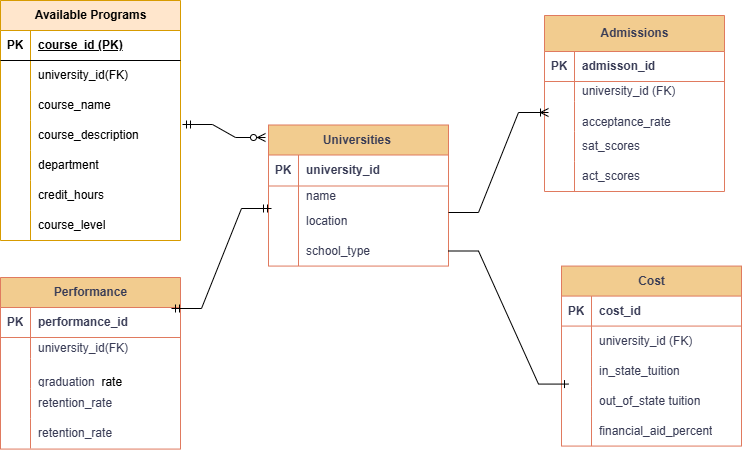 Available Programs
PK course_id (PK)
university_id(FK)
course_name
course_description
department
credit_hours
course_level
Performance
PK performance_id
university_id(FK)
graduation_rate
retention_rate
retention_rate
Universities
PK university_id
name
location
school_type
Admissions
PK admisson_id
university_id (FK)
acceptance_rate
sat_scores
act_scores
Cost
PK cost_id
university_id (FK)
in_state_tuition
out_of_state tuition
financial_aid_percent